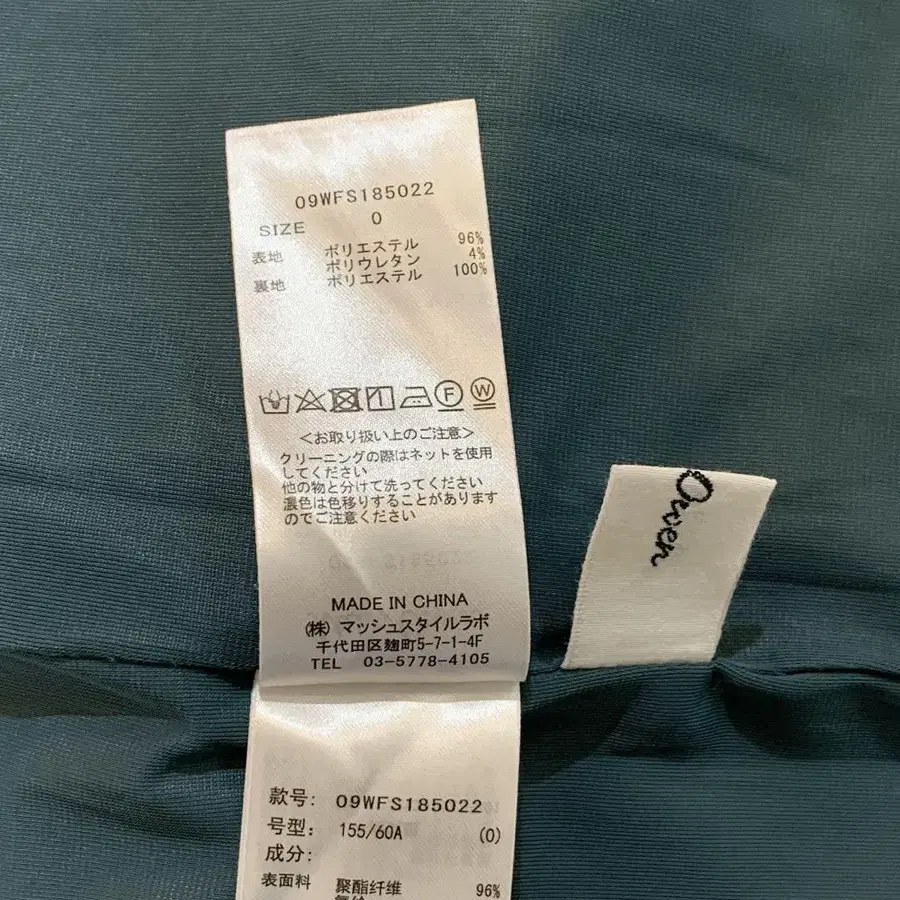 09WFS185022
SIZE 0
表地 ポリエステル 96%
ポリウレタン 4%
裏地 ポリエステル 100%
F W
<お取り扱い上のご注意>
クリーニングの際はネットを使用
してください
他の物と分けて洗ってください
濃色は色移りすることがあります
のでご注意ください
MADE IN CHINA
(株) マッシュスタイルラボ
千代田区麹町5-7-1-4F
TEL 03-5778-4105
Owen
款号: 09WFS185022
号型: 155/60A (0)
成分:
表面料 聚酯纤维 96%